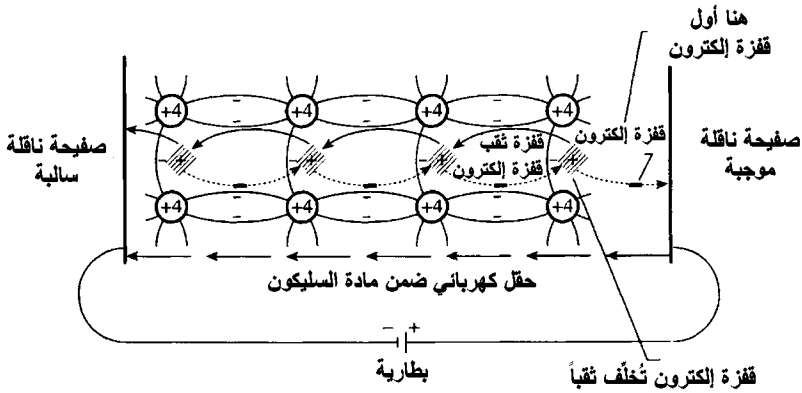 هنا أول
قفزة إلكترون
+4 +4 +4 +4
صفيحة ناقلة
سالبة
قفزة ثقب
قفزة إلكترون
قفزة إلكترون
صفيحة ناقلة
موجبة
+4 +4 +4 +4
حقل كهربائي ضمن مادة السليكون
− +
بطارية
قفزة إلكترون تُخلّف ثقباً